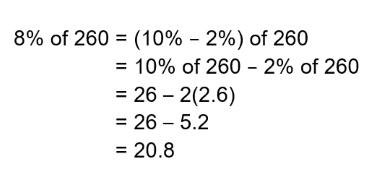 8% of 260 = (10% – 2%) of 260
= 10% of 260 – 2% of 260
= 26 – 2(2.6)
= 26 – 5.2
= 20.8